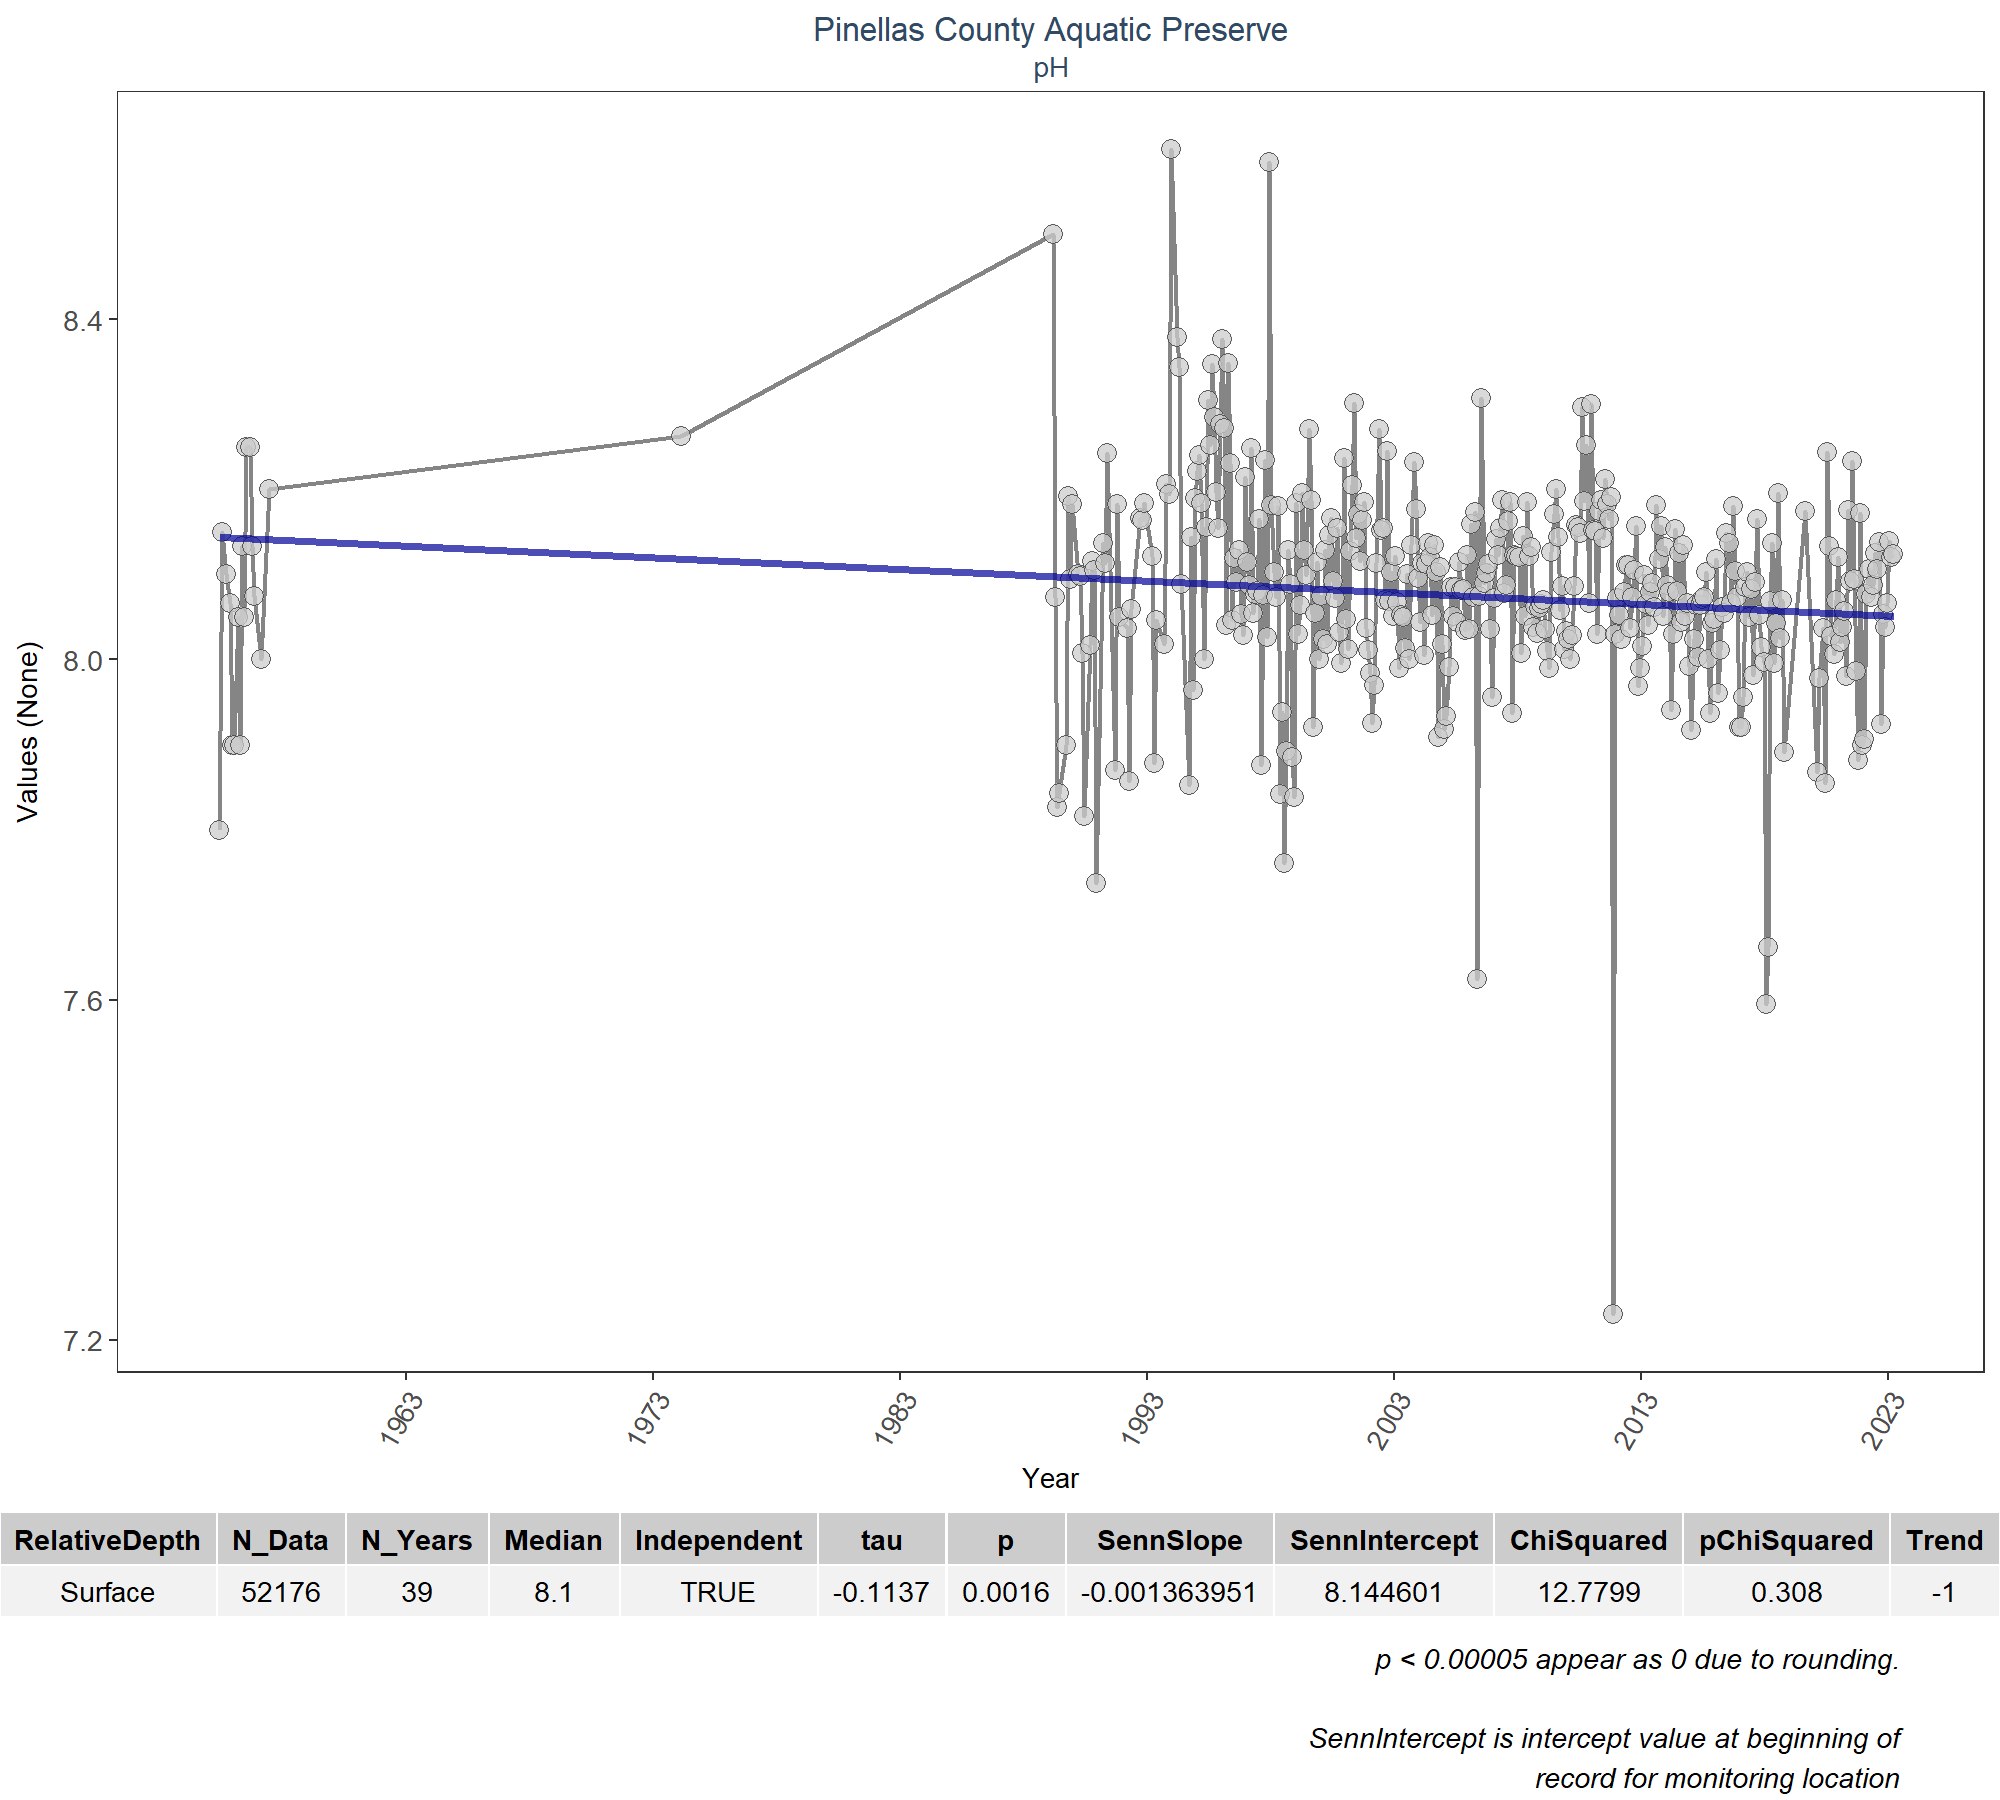 Pinellas County Aquatic Preserve
pH
Values (None)
8.4
8.0
7.6
7.2
1963 1973 1983 1993 2003 2013 2023
Year
RelativeDepth N_Data N_Years Median Independent tau p SennSlope SennIntercept ChiSquared pChiSquared Trend
Surface 52176 39 8.1 TRUE -0.1137 0.0016 -0.001363951 8.144601 12.7799 0.308 -1
p < 0.00005 appear as 0 due to rounding.
SennIntercept is intercept value at beginning of
record for monitoring location